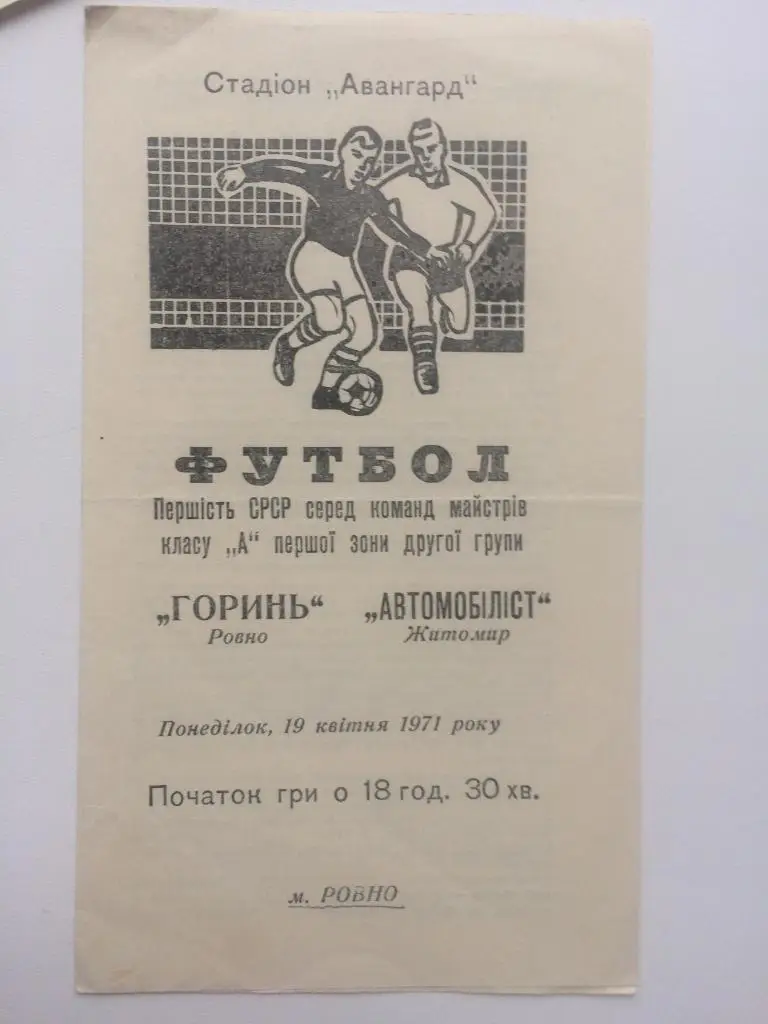 Стадіон „Авангард“
ФУТБОЛ
Першість СРСР серед команд майстрів
класу „А“ першої зони другої групи
„ГОРИНЬ“ „АВТОМОБІЛІСТ“
Ровно Житомир
Понеділок, 19 квітня 1971 року
Початок гри о 18 год. 30 хв.
м. РОВНО